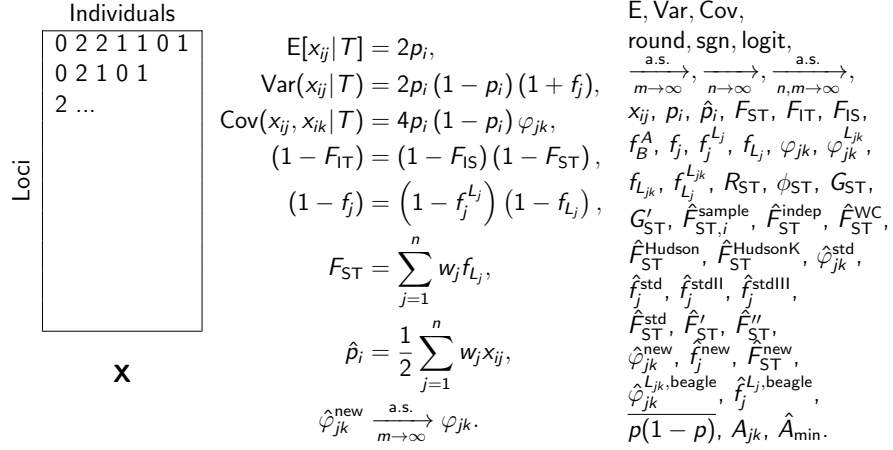 Individuals
Loci
0 2 2 1 1 0 1
0 2 1 0 1
2 ...
X
E[x_{ij}|T] = 2p_i,
Var(x_{ij}|T) = 2p_i (1 − p_i) (1 + f_j),
Cov(x_{ij}, x_{ik}|T) = 4p_i (1 − p_i) φ_{jk},
(1 − F_{IT}) = (1 − F_{IS}) (1 − F_{ST}),
(1 − f_j) = (1 − f_j^{L_j}) (1 − f_{L_j}),
F_{ST} = \sum_{j=1}^{n} w_j f_{L_j},
\hat{p}_i = \frac{1}{2} \sum_{j=1}^{n} w_j x_{ij},
\hat{φ}_{jk}^{new} \xrightarrow[m→∞]{a.s.} φ_{jk}.
E, Var, Cov,
round, sgn, logit,
\xrightarrow[m→∞]{a.s.}, \xrightarrow[n→∞]{}, \xrightarrow[n,m→∞]{a.s.},
x_{ij}, p_i, \hat{p}_i, F_{ST}, F_{IT}, F_{IS},
f_B^A, f_j, f_j^{L_j}, f_{L_j}, φ_{jk}, φ_{jk}^{L_{jk}},
f_{L_{jk}}, f_{L_j}^{L_{jk}}, R_{ST}, ϕ_{ST}, G_{ST},
G'_{ST}, \hat{F}_{ST,i}^{sample}, \hat{F}_{ST}^{indep}, \hat{F}_{ST}^{WC},
\hat{F}_{ST}^{Hudson}, \hat{F}_{ST}^{HudsonK}, \hat{φ}_{jk}^{std},
\hat{f}_j^{std}, \hat{f}_j^{stdII}, \hat{f}_j^{stdIII},
\hat{F}_{ST}^{std}, \hat{F}'_{ST}, \hat{F}''_{ST},
\hat{φ}_{jk}^{new}, \hat{f}_j^{new}, \hat{F}_{ST}^{new},
\hat{φ}_{jk}^{L_{jk},beagle}, \hat{f}_j^{L_j,beagle},
\overline{p(1 − p)}, A_{jk}, \hat{A}_{min}.